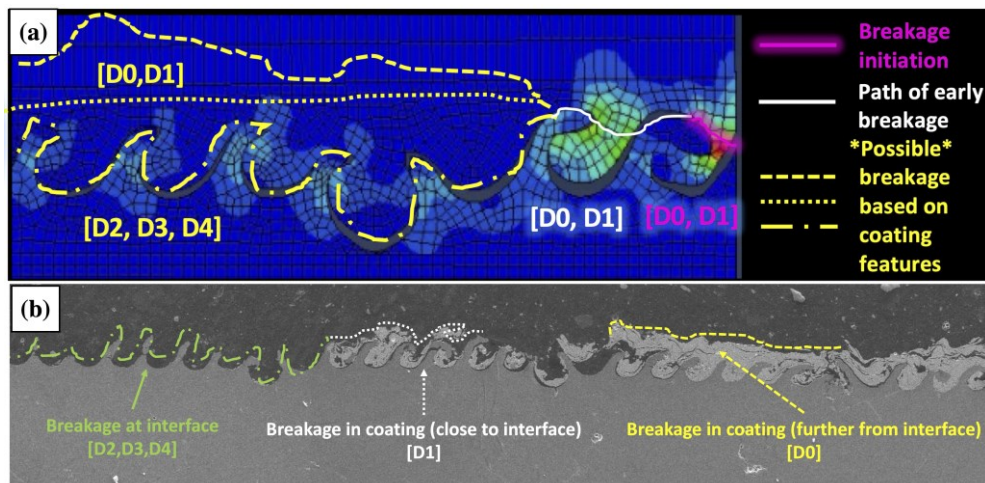 (a)
[D0,D1]
[D2, D3, D4]
[D0, D1]
[D0, D1]
Breakage
initiation
Path of early
breakage
*Possible*
breakage
based on
coating
features
(b)
Breakage at interface
[D2,D3,D4]
Breakage in coating (close to interface)
[D1]
Breakage in coating (further from interface)
[D0]